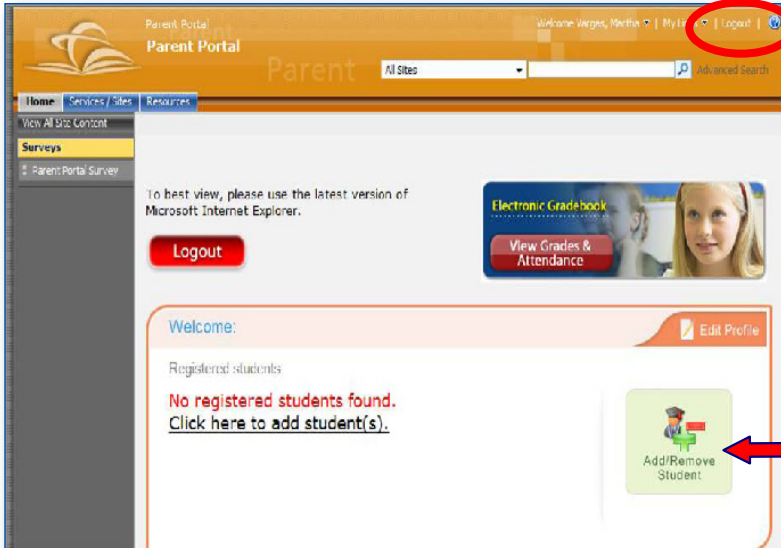 Parent Portal
Welcome Vargas, Martha | My Links | Logout |
Parent Portal
Parent
All Sites
Advanced Search
Home Services / Sites Resources
View All Site Content
Surveys
Parent Portal Survey
To best view, please use the latest version of
Microsoft Internet Explorer.
Logout
Electronic Gradebook
View Grades &
Attendance
Welcome:
Edit Profile
Registered students
No registered students found.
Click here to add student(s).
Add/Remove
Student